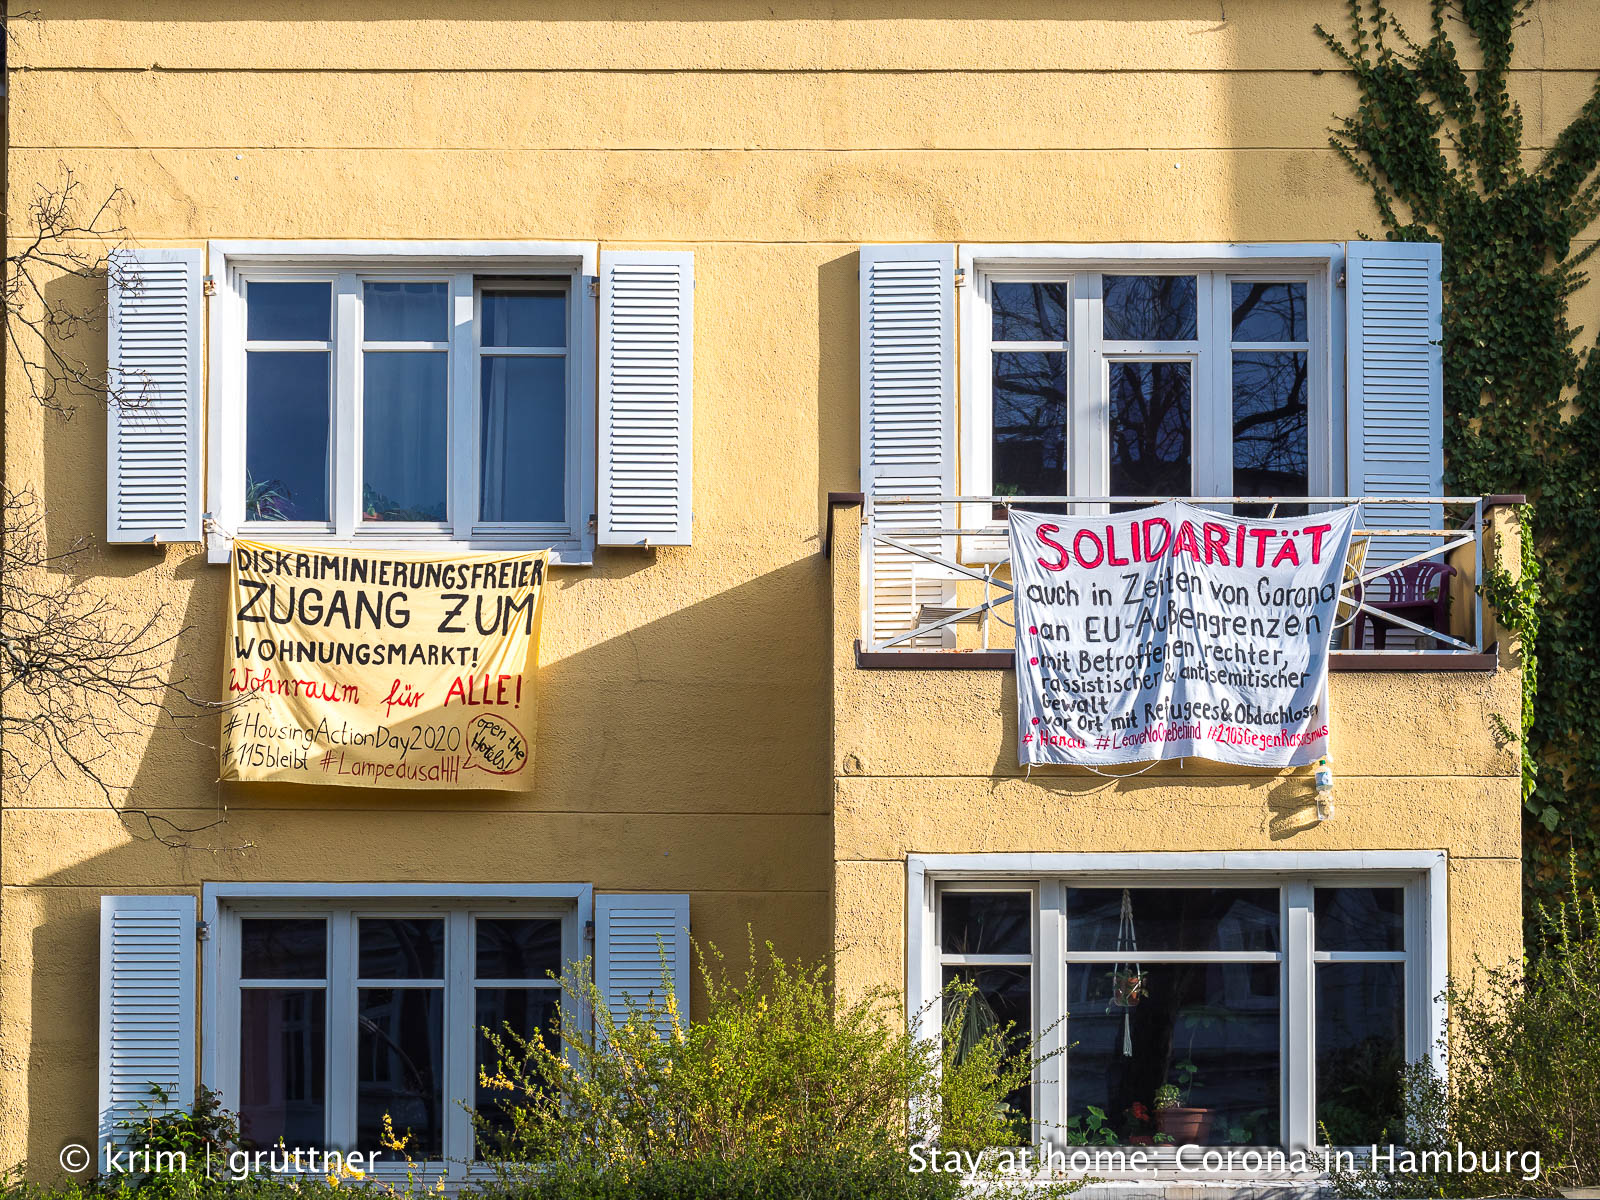 DISKRIMINIERUNGSFREIER
ZUGANG ZUM
WOHNUNGSMARKT!
Wohnraum für ALLE!
#HousingActionDay2020
#115bleibt #LampedusaHH
open the
Hotels!
SOLIDARITÄT
auch in Zeiten von Corona
• an EU-Außengrenzen
• mit Betroffenen rechter,
rassistischer & antisemitischer
Gewalt
• vor Ort mit Refugees & Obdachlosen
#Hanau #LeaveNoOneBehind #2103GegenRassismus
© krim | grüttner
Stay at home; Corona in Hamburg